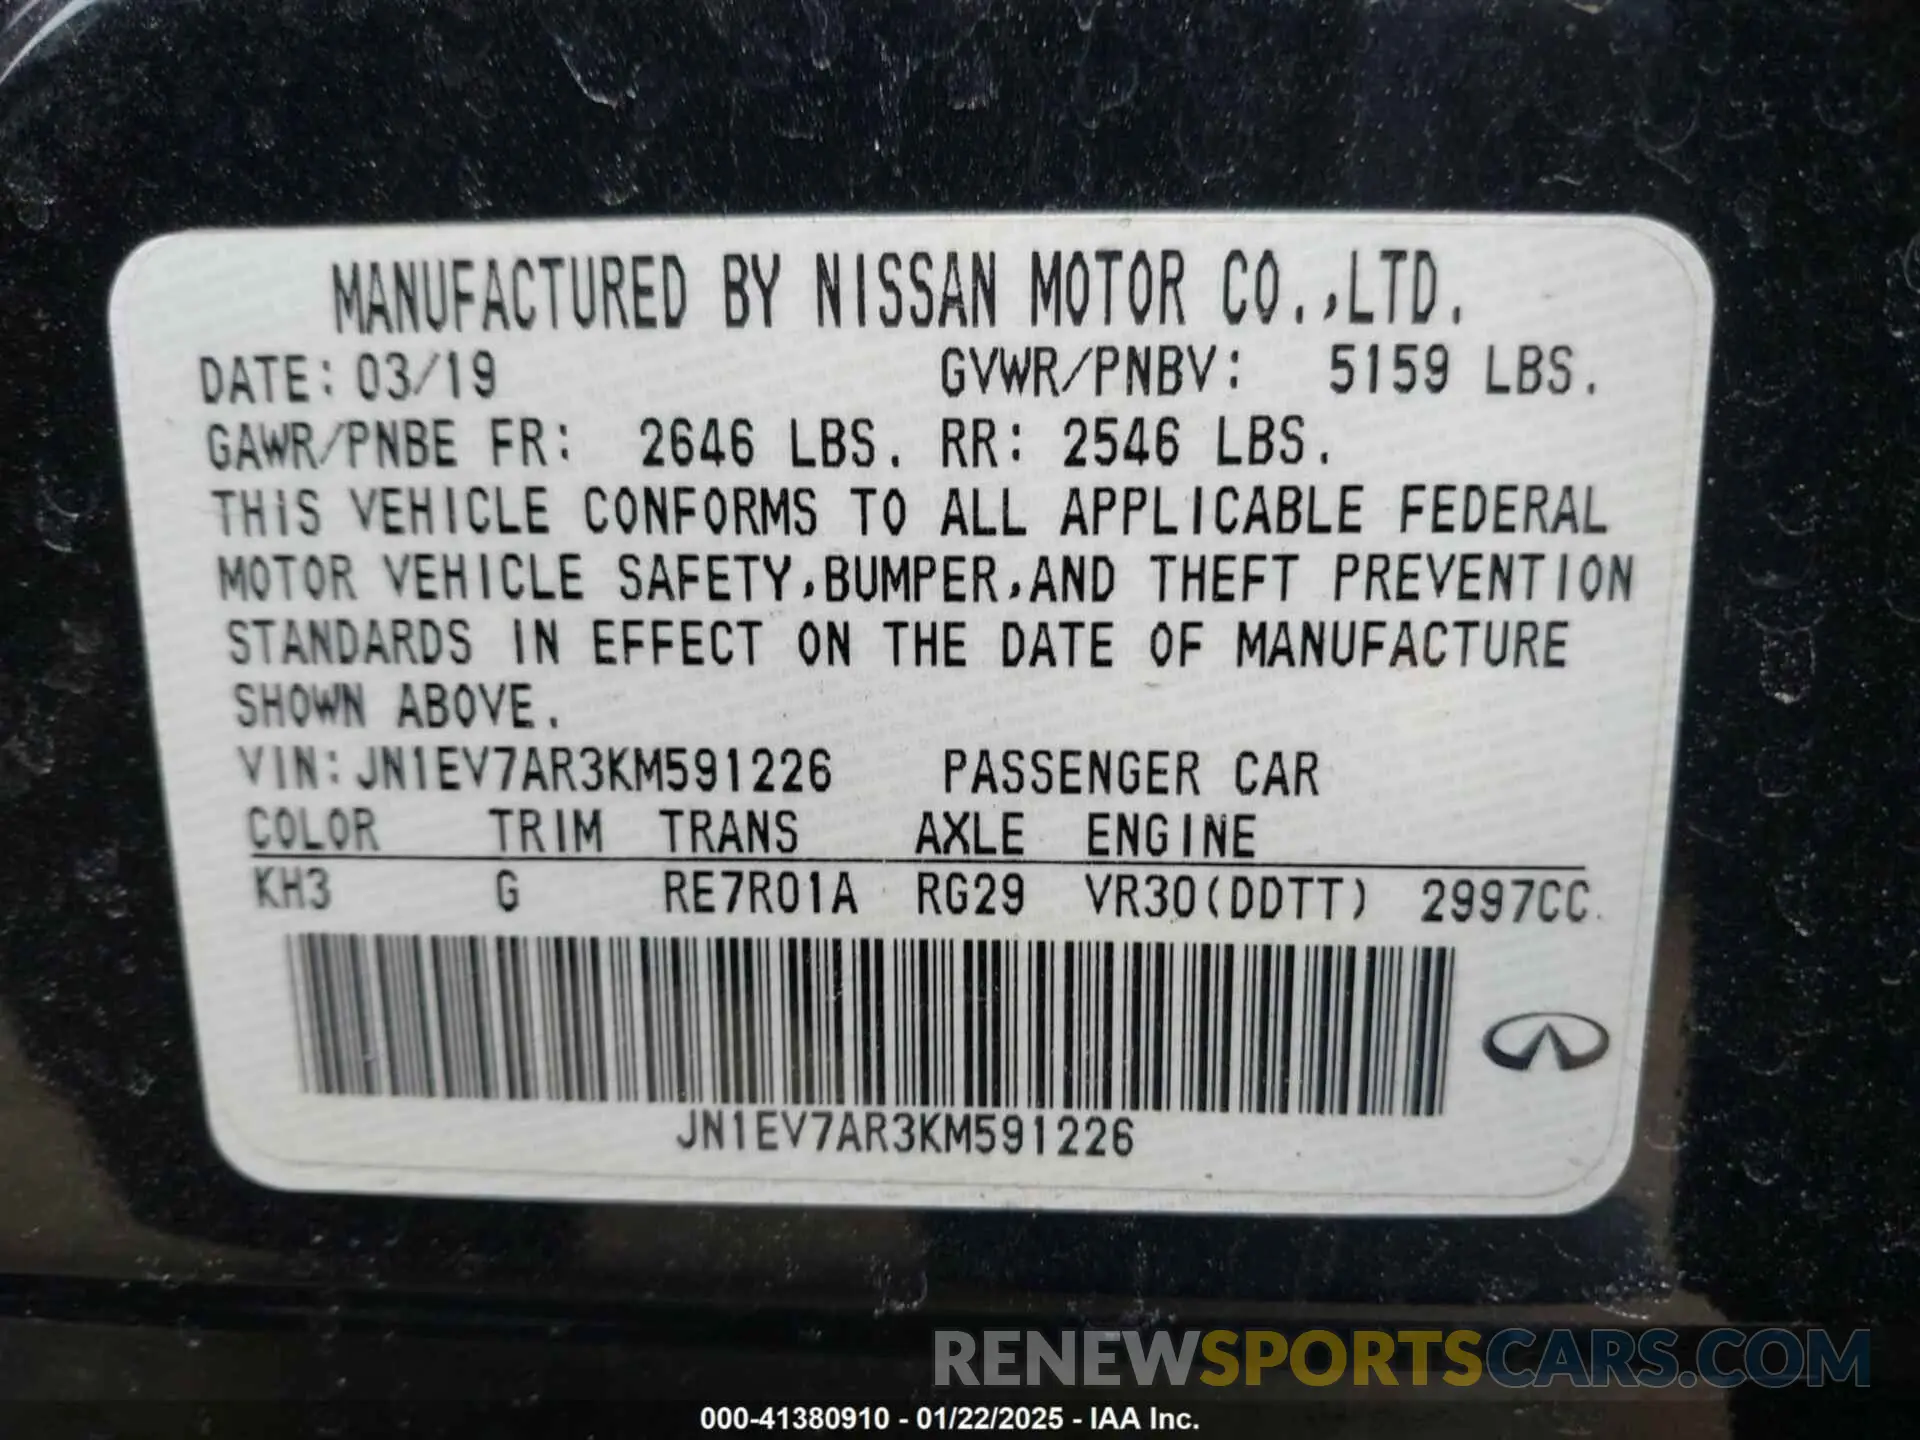 MANUFACTURED BY NISSAN MOTOR CO.,LTD.
DATE: 03/19 GVWR/PNBV: 5159 LBS.
GAWR/PNBE FR: 2646 LBS. RR: 2546 LBS.
THIS VEHICLE CONFORMS TO ALL APPLICABLE FEDERAL
MOTOR VEHICLE SAFETY,BUMPER,AND THEFT PREVENTION
STANDARDS IN EFFECT ON THE DATE OF MANUFACTURE
SHOWN ABOVE.
VIN:JN1EV7AR3KM591226 PASSENGER CAR
COLOR TRIM TRANS AXLE ENGINE
KH3 G RE7R01A RG29 VR30(DDTT) 2997CC.
JN1EV7AR3KM591226
RENEWSPORTSCARS.COM
000-41380910 - 01/22/2025 - IAA Inc.